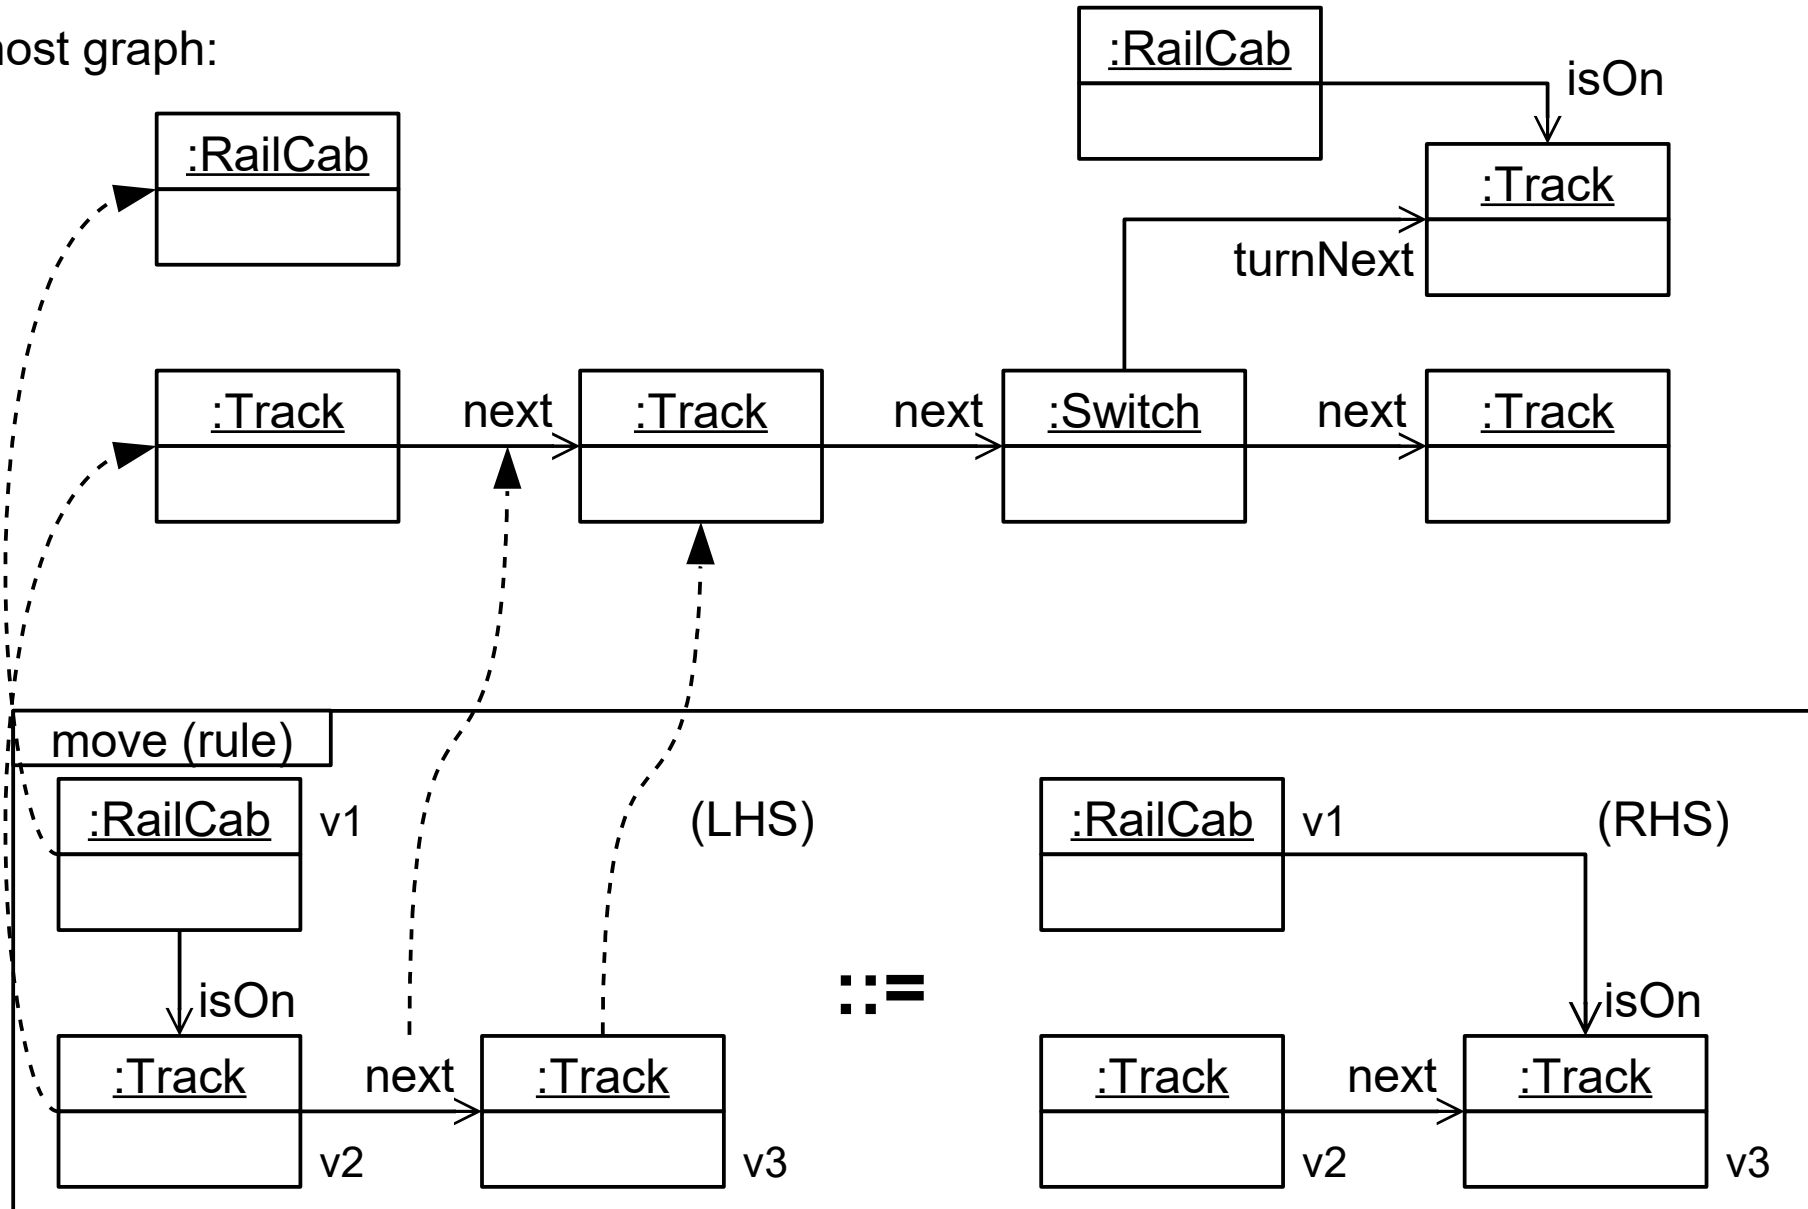 :RailCab
ost graph:
isOn
:RailCab
:Track
turnNext
:Track next :Track next :Switch next :Track
move (rule)
:RailCab v1 (LHS) :RailCab v1 (RHS)
::=
isOn isOn
:Track next :Track :Track next :Track
v2 v3 v2 v3